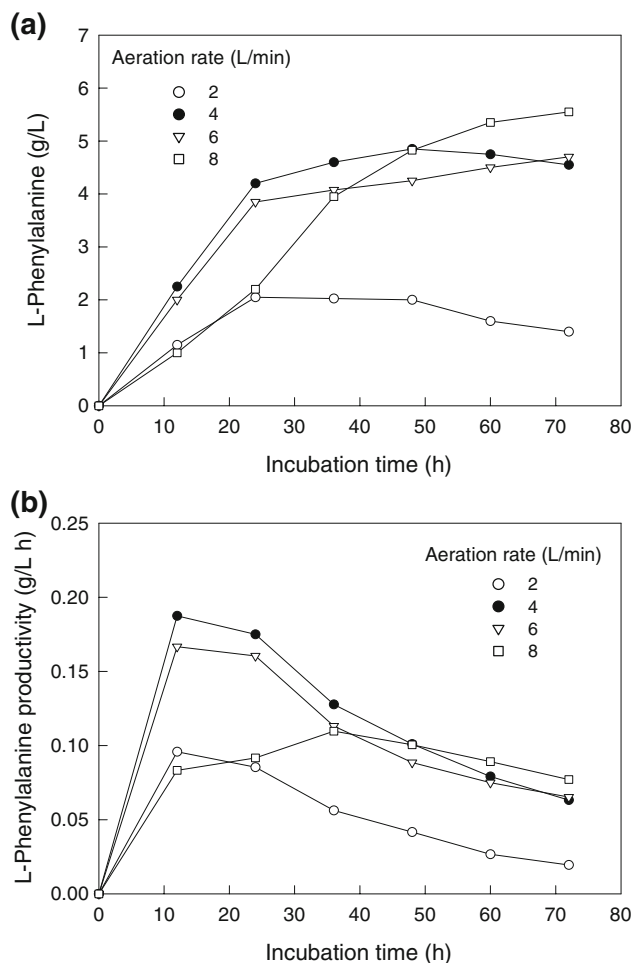 (a)
7
6
5
4
3
2
1
0
L-Phenylalanine (g/L)
Aeration rate (L/min)
2
4
6
8
0 10 20 30 40 50 60 70 80
Incubation time (h)
(b)
0.25
0.20
0.15
0.10
0.05
0.00
L-Phenylalanine productivity (g/L h)
Aeration rate (L/min)
2
4
6
8
0 10 20 30 40 50 60 70 80
Incubation time (h)